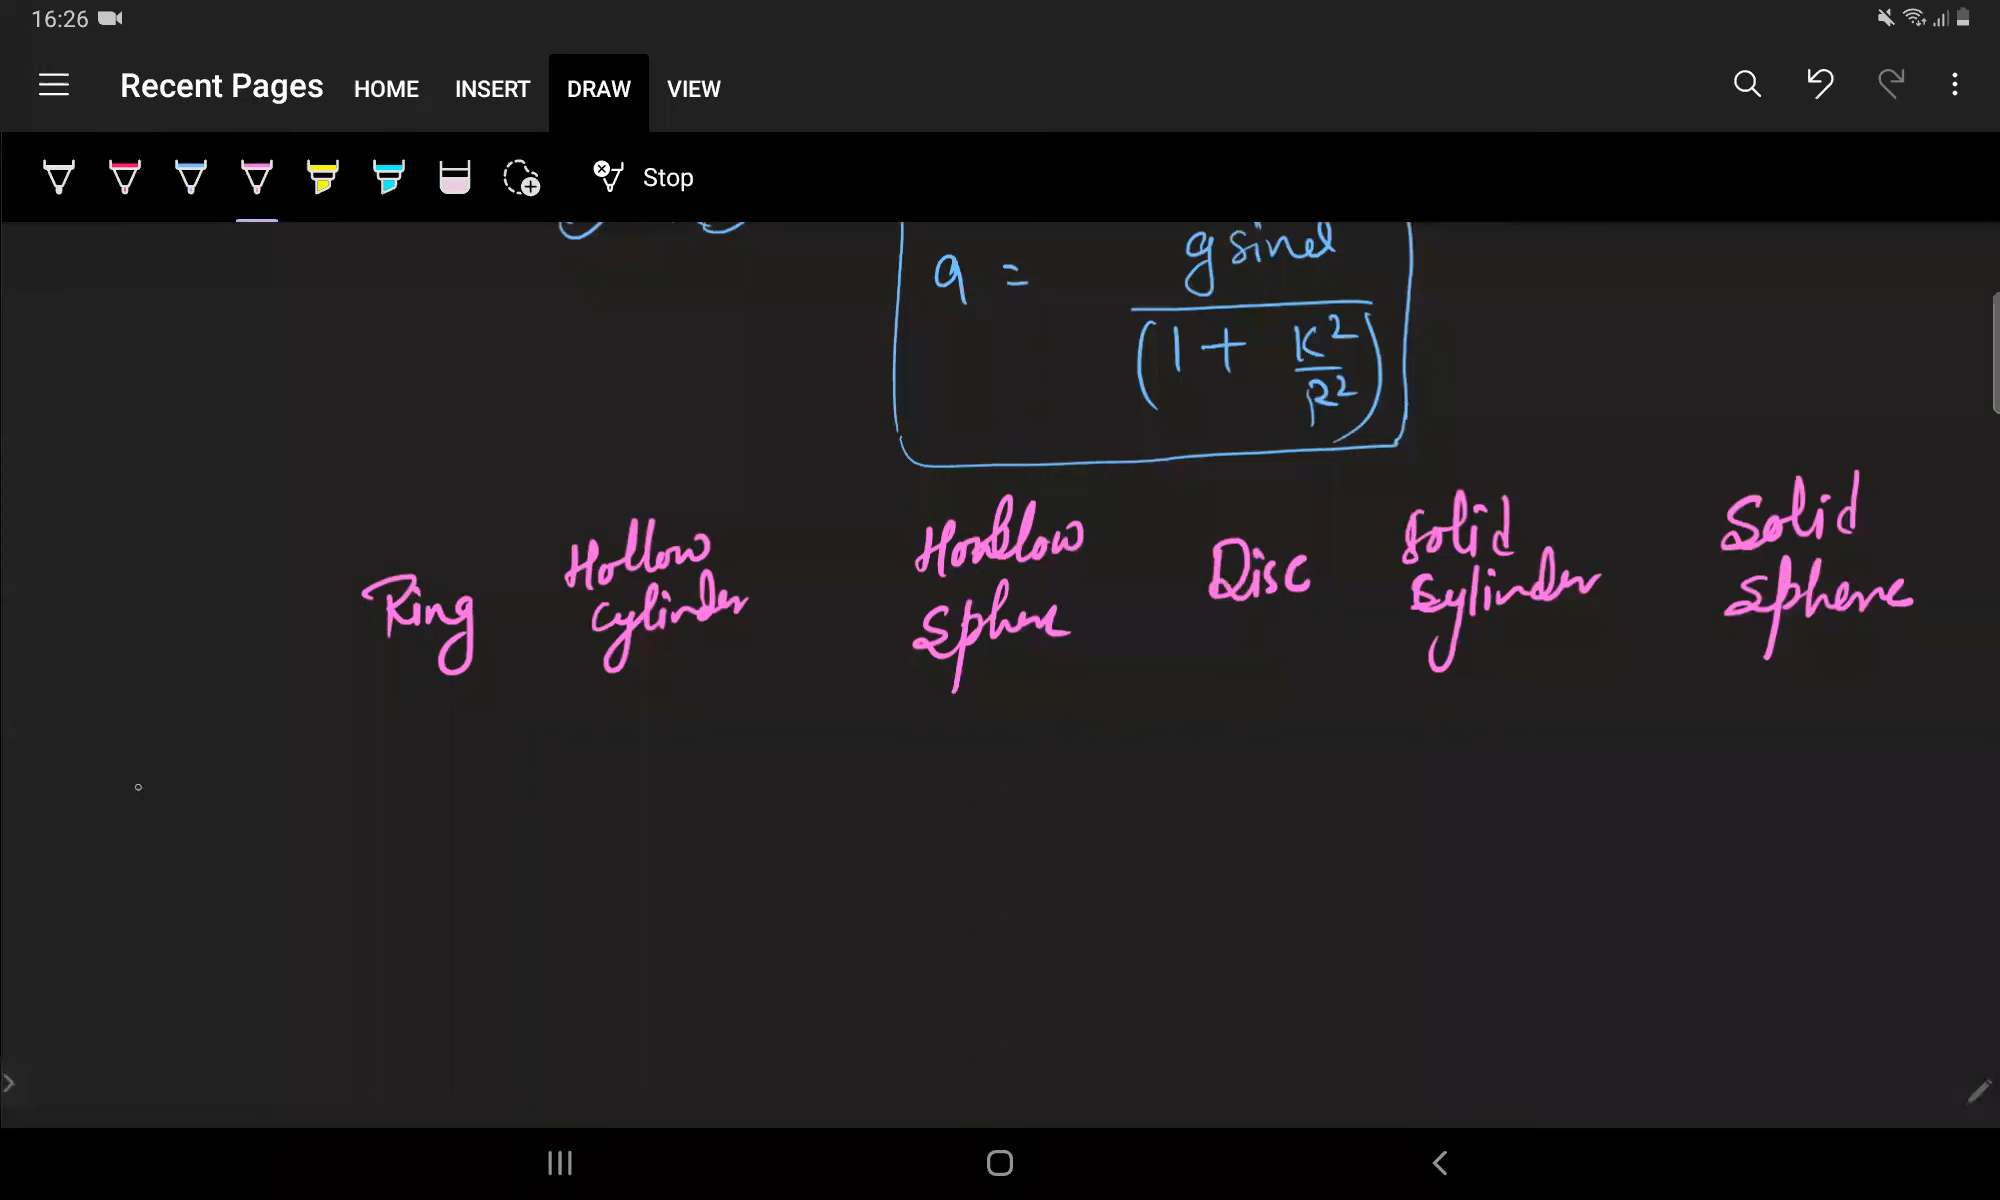 16:26
Recent Pages HOME INSERT DRAW VIEW
Stop
a = g sinα / (1 + K²/R²)
Ring
Hollow
Cylinder
Hollow
Sphere
Disc
Solid
Cylinder
Solid
Sphere